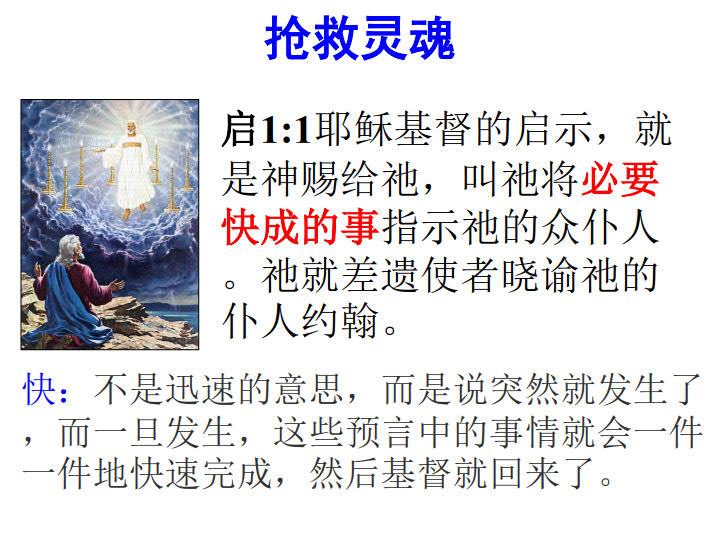 抢救灵魂
启1:1耶稣基督的启示，就
是神赐给祂，叫祂将必要
快成的事指示祂的众仆人
。祂就差遣使者晓谕祂的
仆人约翰。
快：不是迅速的意思，而是说突然就发生了
，而一旦发生，这些预言中的事情就会一件
一件地快速完成，然后基督就回来了。